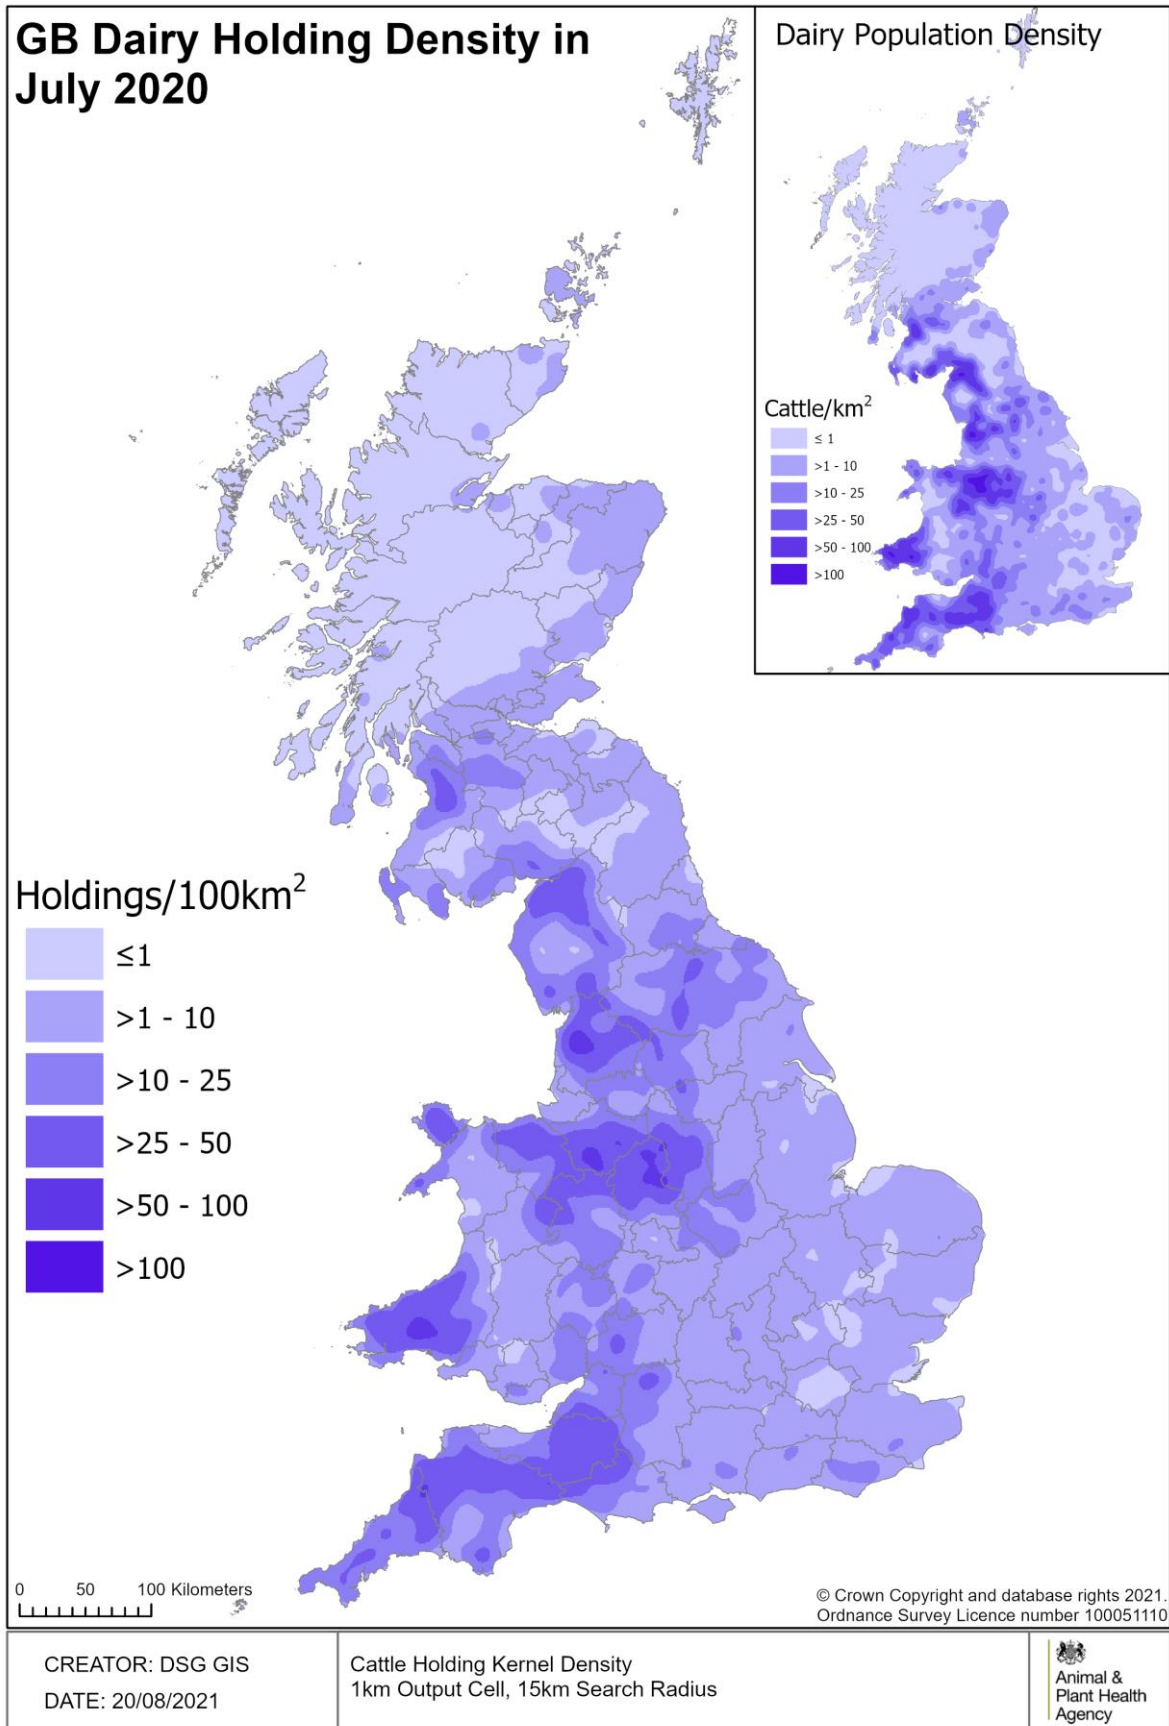 GB Dairy Holding Density in
July 2020
Dairy Population Density
Cattle/km²
≤ 1
>1 - 10
>10 - 25
>25 - 50
>50 - 100
>100
Holdings/100km²
≤1
>1 - 10
>10 - 25
>25 - 50
>50 - 100
>100
0 50 100 Kilometers
© Crown Copyright and database rights 2021.
Ordnance Survey Licence number 100051110
CREATOR: DSG GIS
DATE: 20/08/2021
Cattle Holding Kernel Density
1km Output Cell, 15km Search Radius
Animal &
Plant Health
Agency